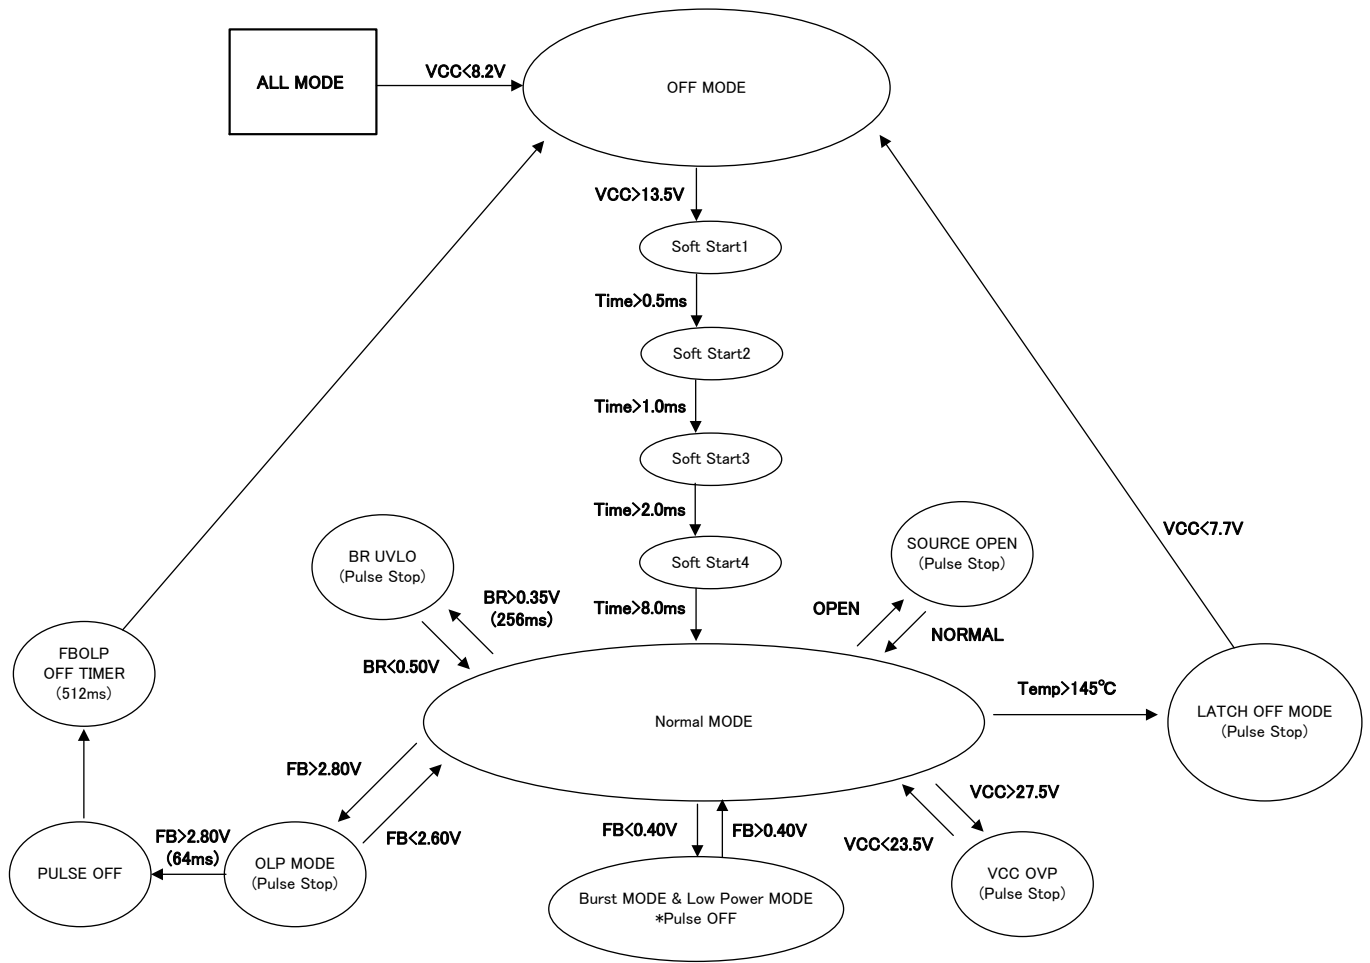 ALL MODE
VCC<8.2V
OFF MODE
VCC>13.5V
Soft Start1
Time>0.5ms
Soft Start2
Time>1.0ms
Soft Start3
Time>2.0ms
Soft Start4
Time>8.0ms
BR UVLO
(Pulse Stop)
BR>0.35V
(256ms)
BR<0.50V
SOURCE OPEN
(Pulse Stop)
OPEN
NORMAL
VCC<7.7V
FBOLP
OFF TIMER
(512ms)
Normal MODE
Temp>145℃
LATCH OFF MODE
(Pulse Stop)
FB>2.80V
FB<2.60V
FB>2.80V
(64ms)
PULSE OFF
OLP MODE
(Pulse Stop)
FB<0.40V
FB>0.40V
Burst MODE & Low Power MODE
*Pulse OFF
VCC>27.5V
VCC<23.5V
VCC OVP
(Pulse Stop)